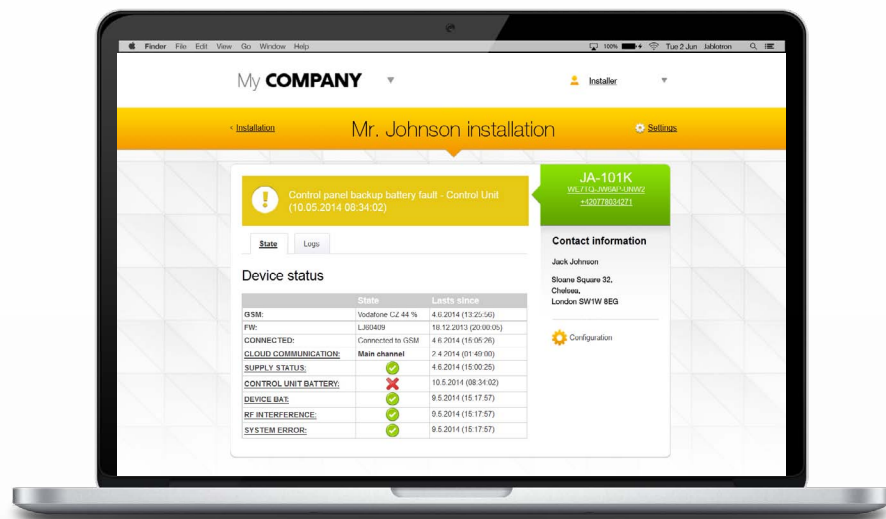 Finder File Edit View Go Window Help 100% Tue 2 Jun Jablotron
My COMPANY Installer
< Installation Mr. Johnson installation Settings
Control panel backup battery fault - Control Unit
(10.05.2014 08:34:02)
JA-101K
+420778034271
State Logs
Device status
State Lasts since
GSM: Vodafone CZ 44 % 4.6.2014 (13:25:56)
FW: LJ60409 18.12.2013 (20:00:05)
CONNECTED: Connected to GSM 4.6.2014 (15:05:26)
CLOUD COMMUNICATION: Main channel 2.4.2014 (01:49:00)
SUPPLY STATUS: 4.6.2014 (15:00:25)
CONTROL UNIT BATTERY: 10.5.2014 (08:34:02)
DEVICE BAT: 9.5.2014 (15:17:57)
RF INTERFERENCE: 9.5.2014 (15:17:57)
SYSTEM ERROR: 9.5.2014 (15:17:57)
Contact information
Jack Johnson
Sloane Square 32,
Chelsea,
London SW1W 8EG
Configuration